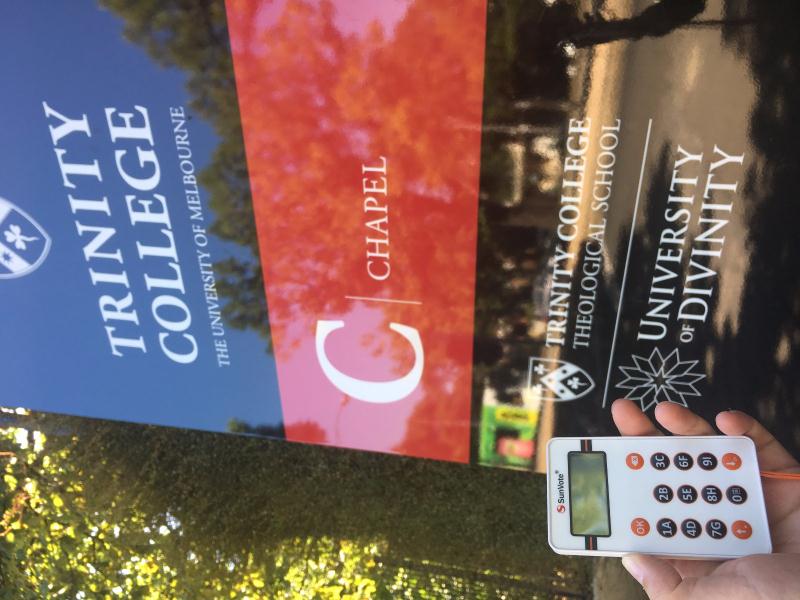 TRINITY
COLLEGE
THE UNIVERSITY OF MELBOURNE
C | CHAPEL
TRINITY COLLEGE
THEOLOGICAL SCHOOL
UNIVERSITY
OF DIVINITY
SunVote®
OK
1A 2B 3C
4D 5E 6F
7G 8H 9I
0